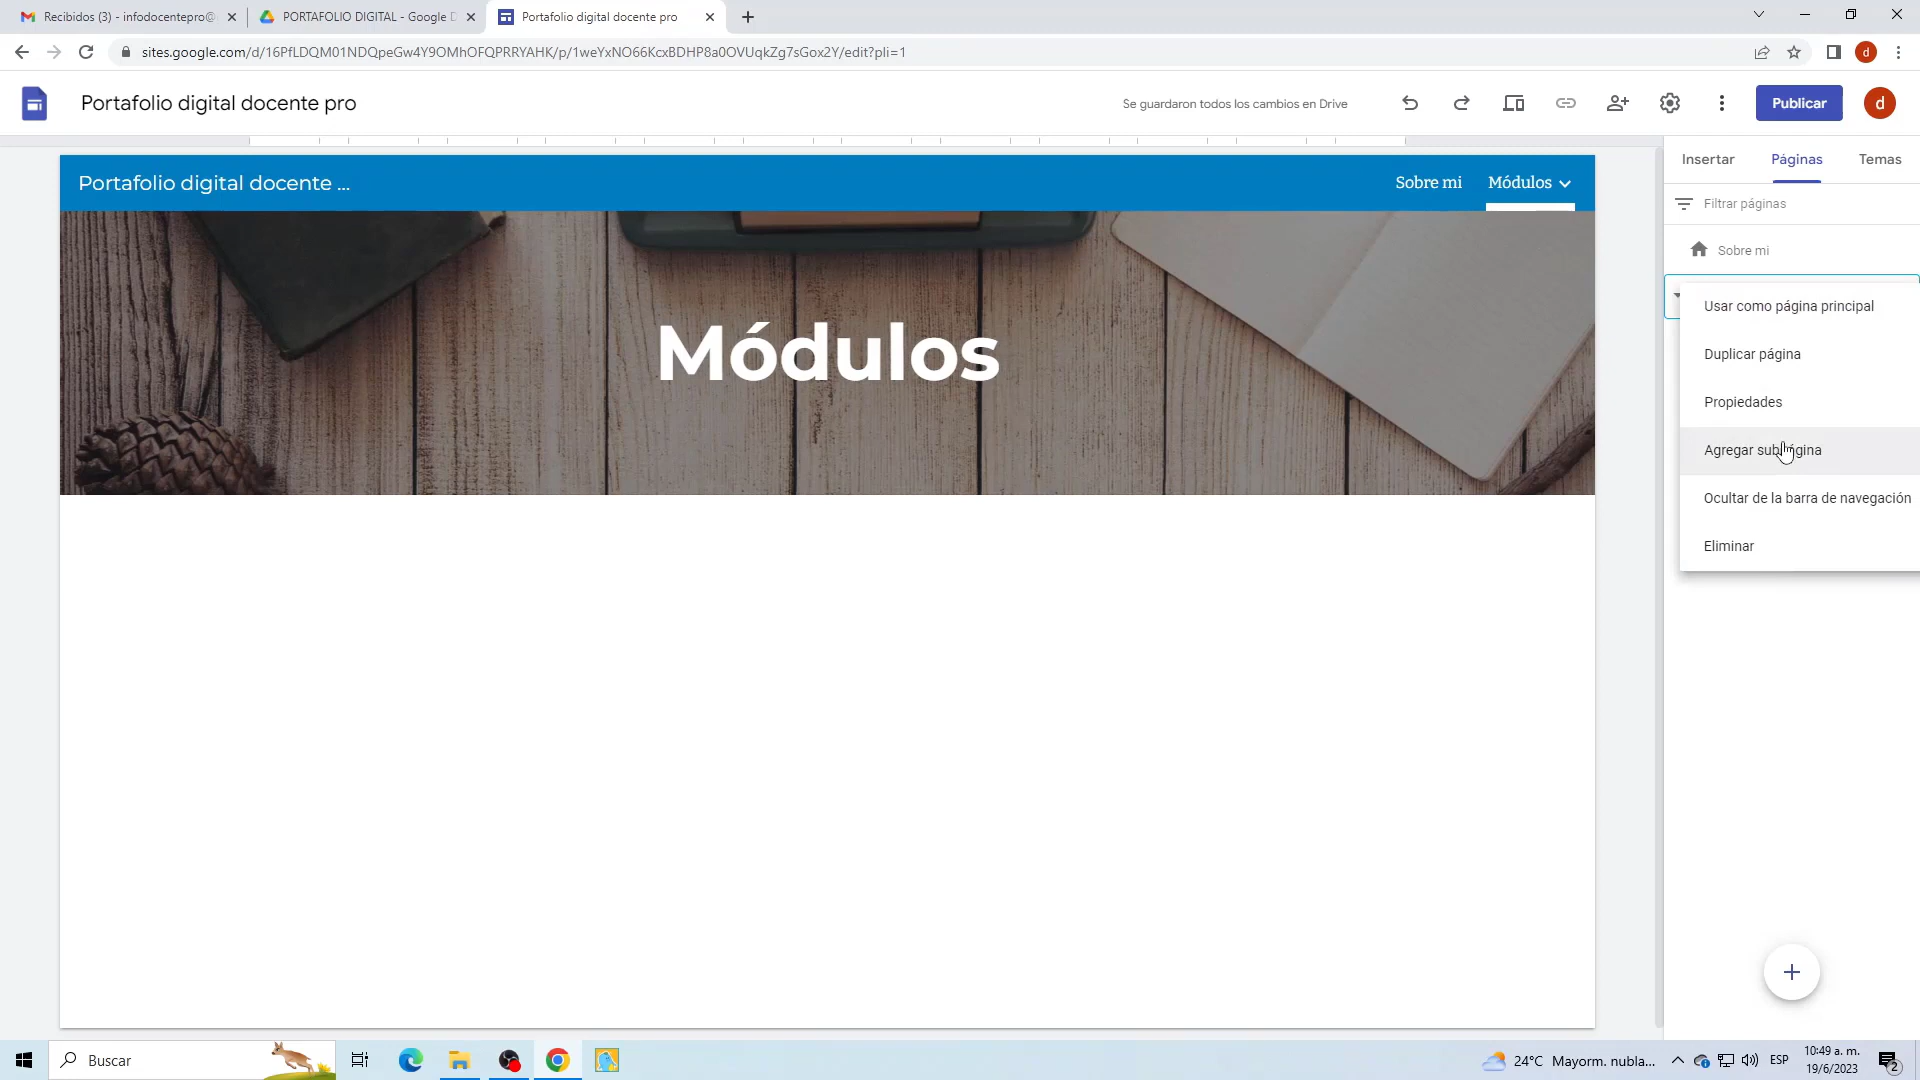 Recibidos (3) - infodocentepro@
PORTAFOLIO DIGITAL - Google D
Portafolio digital docente pro
sites.google.com/d/16PfLDQM01NDQpeGw4Y9OMhOFQPRRYAHK/p/1weYxNO66KcxBDHP8a0OVUqkZg7sGox2Y/edit?pli=1
d
Portafolio digital docente pro
Se guardaron todos los cambios en Drive
Publicar
d
Insertar
Páginas
Temas
Portafolio digital docente ...
Sobre mi
Módulos
Filtrar páginas
Sobre mi
Módulos
Usar como página principal
Duplicar página
Propiedades
Agregar subpágina
Ocultar de la barra de navegación
Eliminar
Buscar
24°C Mayorm. nubla...
ESP
10:49 a. m.
19/6/2023
2